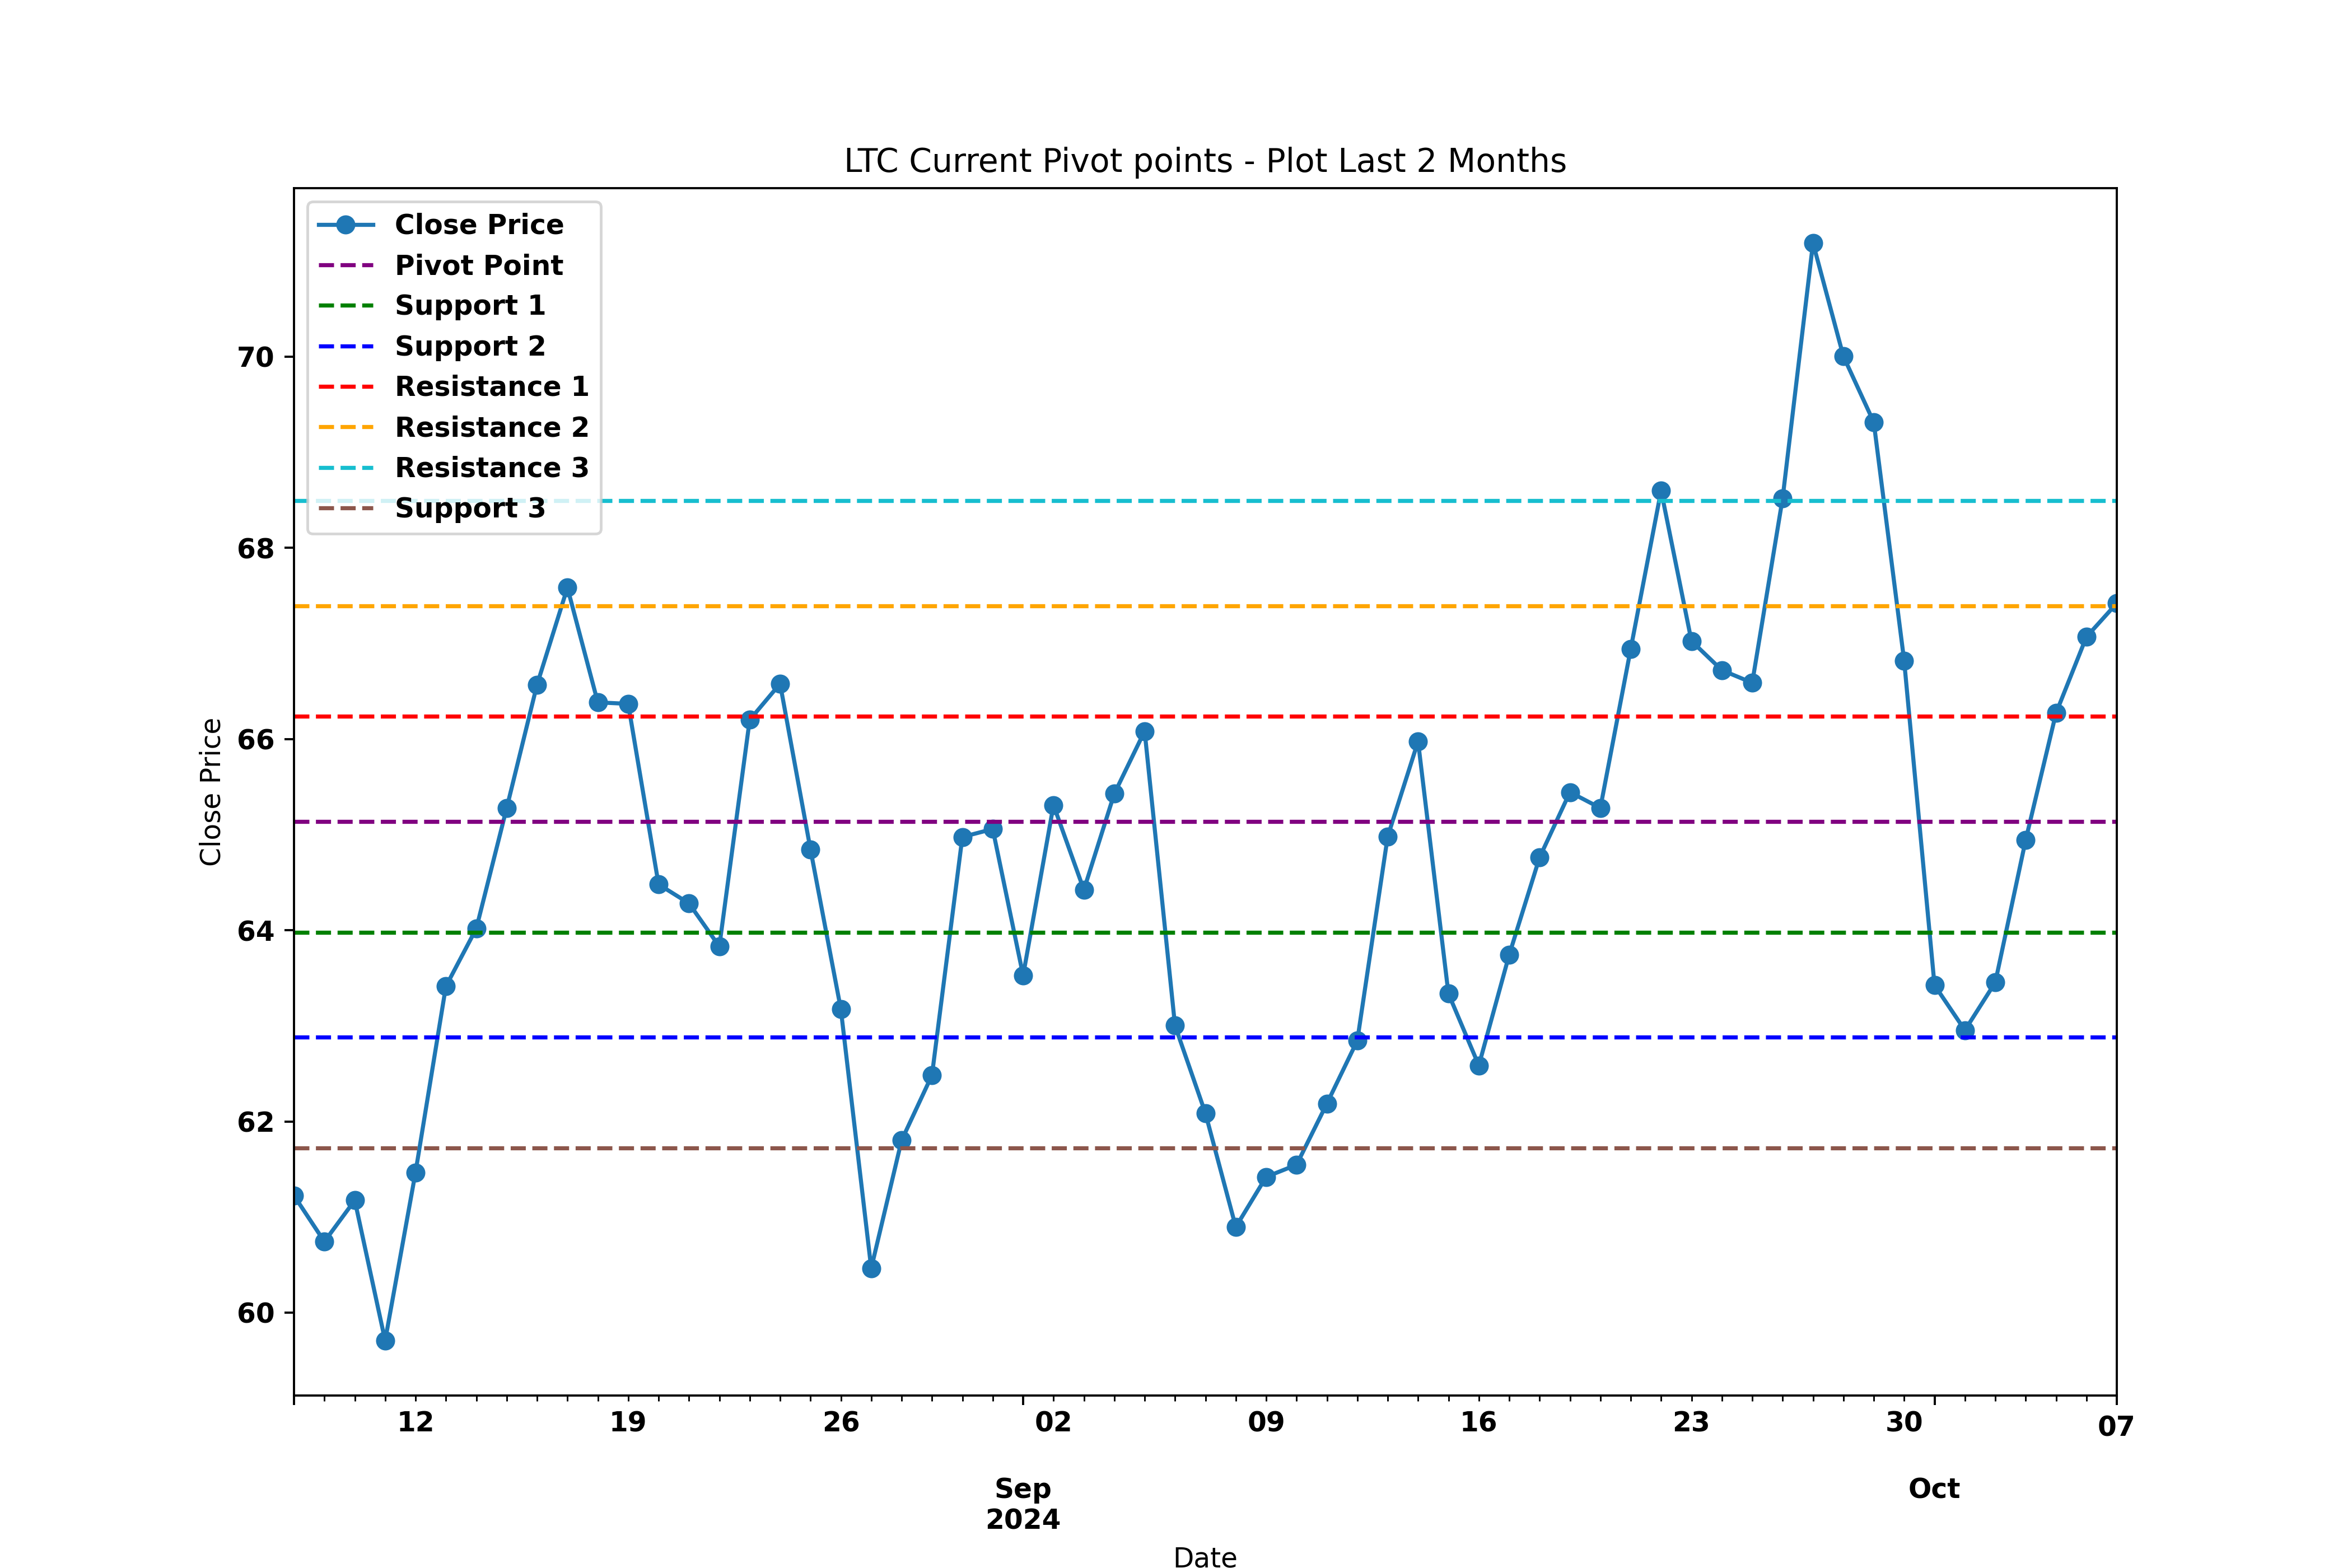 LTC Current Pivot points - Plot Last 2 Months
Close Price
Pivot Point
Support 1
Support 2
Resistance 1
Resistance 2
Resistance 3
Support 3
70
68
66
64
62
60
Close Price
12 19 26 02 09 16 23 30 07
Sep Oct
2024
Date